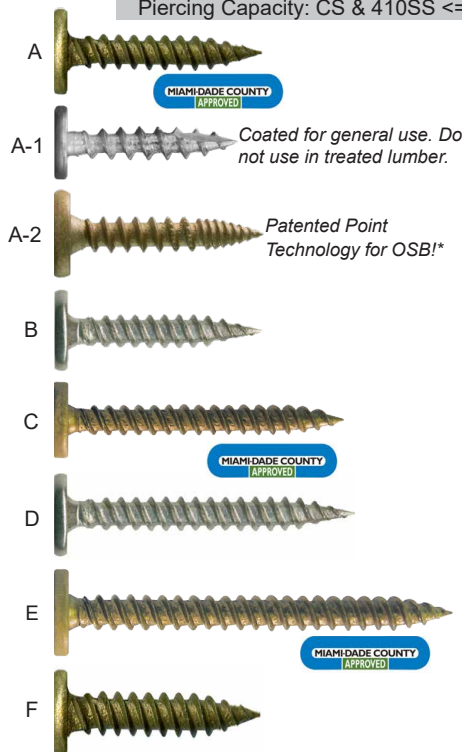 Piercing Capacity: CS & 410SS <=
A
MIAMI-DADE COUNTY
APPROVED
A-1
Coated for general use. Do
not use in treated lumber.
A-2
Patented Point
Technology for OSB!*
B
C
MIAMI-DADE COUNTY
APPROVED
D
E
MIAMI-DADE COUNTY
APPROVED
F